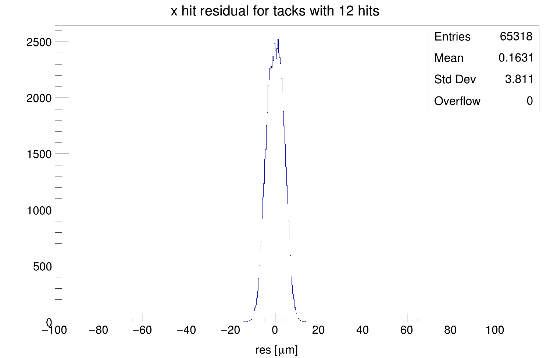 x hit residual for tacks with 12 hits
Entries 65318
Mean 0.1631
Std Dev 3.811
Overflow 0
2500
2000
1500
1000
500
0
−100 −80 −60 −40 −20 0 20 40 60 80 100
res [μm]